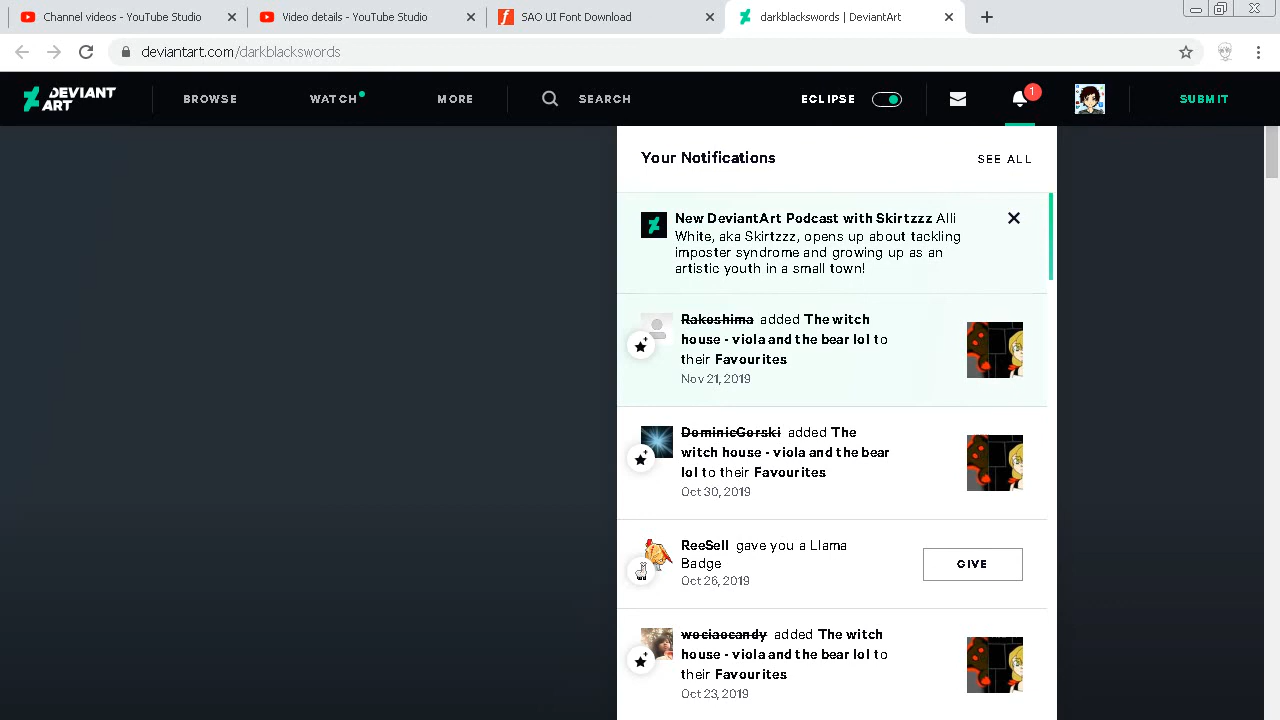 Channel videos - YouTube Studio
Video details - YouTube Studio
SAO UI Font Download
darkblackswords | DeviantArt
deviantart.com/darkblackswords
DEVIANT
ART
BROWSE
WATCH
MORE
SEARCH
ECLIPSE
1
SUBMIT
Your Notifications
SEE ALL
New DeviantArt Podcast with Skirtzzz Alli
White, aka Skirtzzz, opens up about tackling
imposter syndrome and growing up as an
artistic youth in a small town!
Rakoshima added The witch
house - viola and the bear lol to
their Favourites
Nov 21, 2019
DominicGorski added The
witch house - viola and the bear
lol to their Favourites
Oct 30, 2019
ReeSell gave you a Llama
Badge
Oct 26, 2019
GIVE
wociaocandy added The witch
house - viola and the bear lol to
their Favourites
Oct 23, 2019